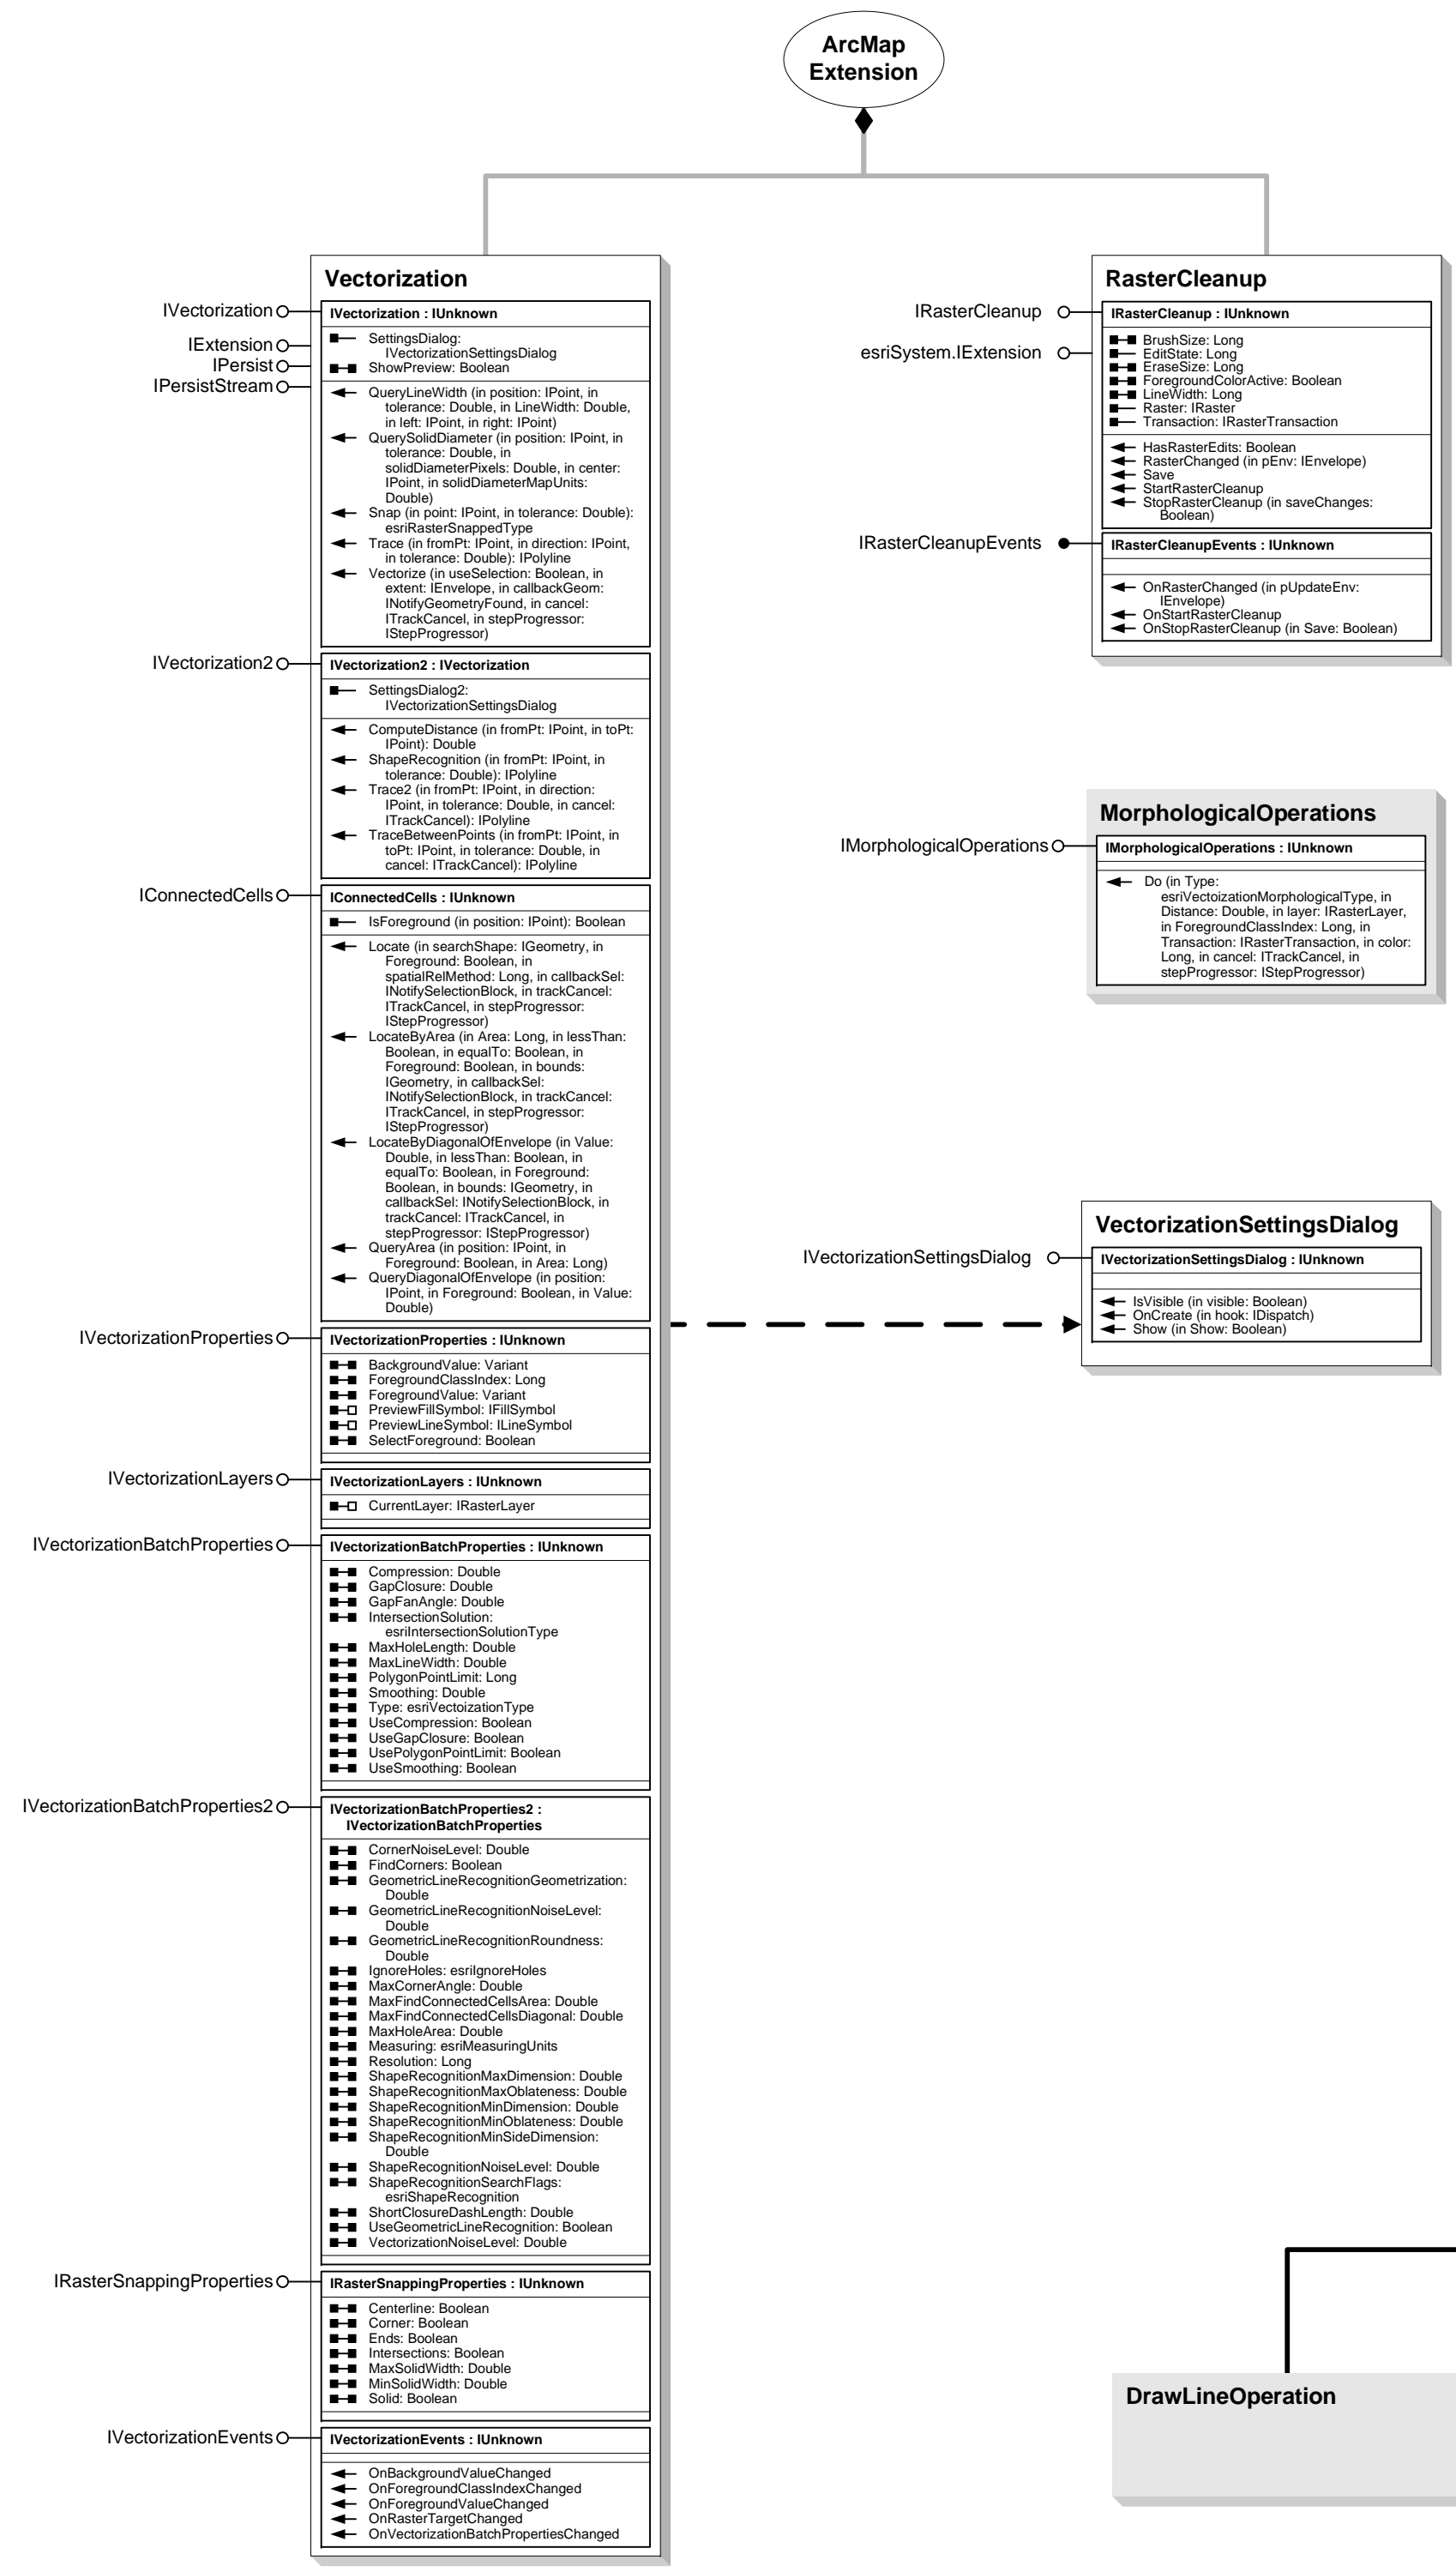 ArcMap
Extension
Vectorization
IVectorization
IExtension
IPersist
IPersistStream
IVectorization : IUnknown
SettingsDialog:
IVectorizationSettingsDialog
ShowPreview: Boolean
QueryLineWidth (in position: IPoint, in
tolerance: Double, in LineWidth: Double,
in left: IPoint, in right: IPoint)
QuerySolidDiameter (in position: IPoint, in
tolerance: Double, in
solidDiameterPixels: Double, in center:
IPoint, in solidDiameterMapUnits:
Double)
Snap (in point: IPoint, in tolerance: Double):
esriRasterSnappedType
Trace (in fromPt: IPoint, in direction: IPoint,
in tolerance: Double): IPolyline
Vectorize (in useSelection: Boolean, in
extent: IEnvelope, in callbackGeom:
INotifyGeometryFound, in cancel:
ITrackCancel, in stepProgressor:
IStepProgressor)
IVectorization2
IVectorization2 : IVectorization
SettingsDialog2:
IVectorizationSettingsDialog
ComputeDistance (in fromPt: IPoint, in toPt:
IPoint): Double
ShapeRecognition (in fromPt: IPoint, in
tolerance: Double): IPolyline
Trace2 (in fromPt: IPoint, in direction:
IPoint, in tolerance: Double, in cancel:
ITrackCancel): IPolyline
TraceBetweenPoints (in fromPt: IPoint, in
toPt: IPoint, in tolerance: Double, in
cancel: ITrackCancel): IPolyline
IConnectedCells
IConnectedCells : IUnknown
IsForeground (in position: IPoint): Boolean
Locate (in searchShape: IGeometry, in
Foreground: Boolean, in
spatialRelMethod: Long, in callbackSel:
INotifySelectionBlock, in trackCancel:
ITrackCancel, in stepProgressor:
IStepProgressor)
LocateByArea (in Area: Long, in lessThan:
Boolean, in equalTo: Boolean, in
Foreground: Boolean, in bounds:
IGeometry, in callbackSel:
INotifySelectionBlock, in trackCancel:
ITrackCancel, in stepProgressor:
IStepProgressor)
LocateByDiagonalOfEnvelope (in Value:
Double, in lessThan: Boolean, in
equalTo: Boolean, in Foreground:
Boolean, in bounds: IGeometry, in
callbackSel: INotifySelectionBlock, in
trackCancel: ITrackCancel, in
stepProgressor: IStepProgressor)
QueryArea (in position: IPoint, in
Foreground: Boolean, in Area: Long)
QueryDiagonalOfEnvelope (in position:
IPoint, in Foreground: Boolean, in Value:
Double)
IVectorizationProperties
IVectorizationProperties : IUnknown
BackgroundValue: Variant
ForegroundClassIndex: Long
ForegroundValue: Variant
PreviewFillSymbol: IFillSymbol
PreviewLineSymbol: ILineSymbol
SelectForeground: Boolean
IVectorizationLayers
IVectorizationLayers : IUnknown
CurrentLayer: IRasterLayer
IVectorizationBatchProperties
IVectorizationBatchProperties : IUnknown
Compression: Double
GapClosure: Double
GapFanAngle: Double
IntersectionSolution:
esriIntersectionSolutionType
MaxHoleLength: Double
MaxLineWidth: Double
PolygonPointLimit: Long
Smoothing: Double
Type: esriVectoizationType
UseCompression: Boolean
UseGapClosure: Boolean
UsePolygonPointLimit: Boolean
UseSmoothing: Boolean
IVectorizationBatchProperties2
IVectorizationBatchProperties2 :
IVectorizationBatchProperties
CornerNoiseLevel: Double
FindCorners: Boolean
GeometricLineRecognitionGeometrization:
Double
GeometricLineRecognitionNoiseLevel:
Double
GeometricLineRecognitionRoundness:
Double
IgnoreHoles: esriIgnoreHoles
MaxCornerAngle: Double
MaxFindConnectedCellsArea: Double
MaxFindConnectedCellsDiagonal: Double
MaxHoleArea: Double
Measuring: esriMeasuringUnits
Resolution: Long
ShapeRecognitionMaxDimension: Double
ShapeRecognitionMaxOblateness: Double
ShapeRecognitionMinDimension: Double
ShapeRecognitionMinOblateness: Double
ShapeRecognitionMinSideDimension:
Double
ShapeRecognitionNoiseLevel: Double
ShapeRecognitionSearchFlags:
esriShapeRecognition
ShortClosureDashLength: Double
UseGeometricLineRecognition: Boolean
VectorizationNoiseLevel: Double
IRasterSnappingProperties
IRasterSnappingProperties : IUnknown
Centerline: Boolean
Corner: Boolean
Ends: Boolean
Intersections: Boolean
MaxSolidWidth: Double
MinSolidWidth: Double
Solid: Boolean
IVectorizationEvents
IVectorizationEvents : IUnknown
OnBackgroundValueChanged
OnForegroundClassIndexChanged
OnForegroundValueChanged
OnRasterTargetChanged
OnVectorizationBatchPropertiesChanged
RasterCleanup
IRasterCleanup
esriSystem.IExtension
IRasterCleanup : IUnknown
BrushSize: Long
EditState: Long
EraseSize: Long
ForegroundColorActive: Boolean
LineWidth: Long
Raster: IRaster
Transaction: IRasterTransaction
HasRasterEdits: Boolean
RasterChanged (in pEnv: IEnvelope)
Save
StartRasterCleanup
StopRasterCleanup (in saveChanges:
Boolean)
IRasterCleanupEvents
IRasterCleanupEvents : IUnknown
OnRasterChanged (in pUpdateEnv:
IEnvelope)
OnStartRasterCleanup
OnStopRasterCleanup (in Save: Boolean)
MorphologicalOperations
IMorphologicalOperations
IMorphologicalOperations : IUnknown
Do (in Type:
esriVectoizationMorphologicalType, in
Distance: Double, in layer: IRasterLayer,
in ForegroundClassIndex: Long, in
Transaction: IRasterTransaction, in color:
Long, in cancel: ITrackCancel, in
stepProgressor: IStepProgressor)
VectorizationSettingsDialog
IVectorizationSettingsDialog
IVectorizationSettingsDialog : IUnknown
IsVisible (in visible: Boolean)
OnCreate (in hook: IDispatch)
Show (in Show: Boolean)
DrawLineOperation